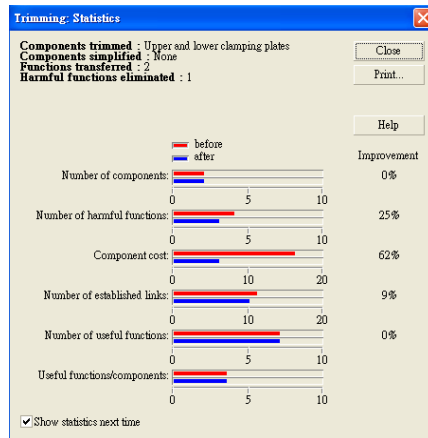 Trimming: Statistics
Components trimmed : Upper and lower clamping plates
Components simplified : None
Functions transferred : 2
Harmful functions eliminated : 1
Close
Print...
Help
before
after
Improvement
Number of components: 0%
0 5 10
Number of harmful functions: 25%
0 5 10
Component cost: 62%
0 10 20
Number of established links: 9%
0 10 20
Number of useful functions: 0%
0 5 10
Useful functions/components:
0 5 10
Show statistics next time